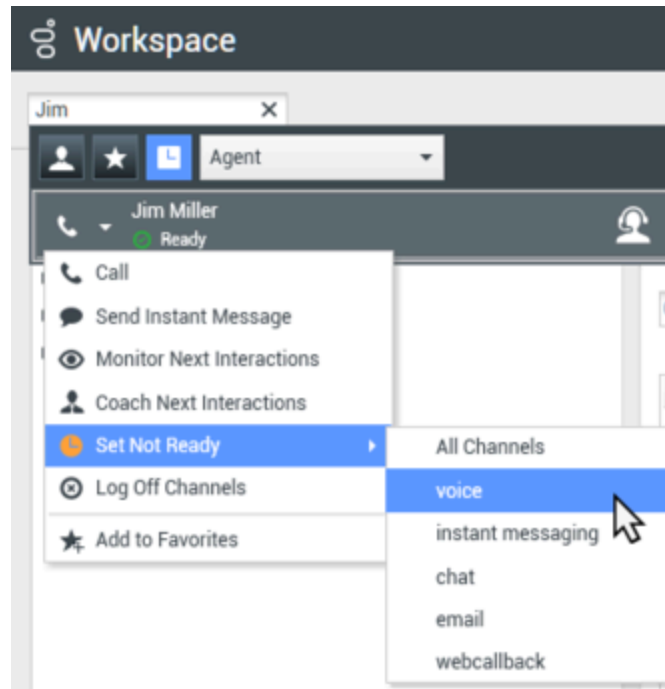 Workspace
Jim
Agent
Jim Miller
Ready
Call
Send Instant Message
Monitor Next Interactions
Coach Next Interactions
Set Not Ready
Log Off Channels
Add to Favorites
All Channels
voice
instant messaging
chat
email
webcallback